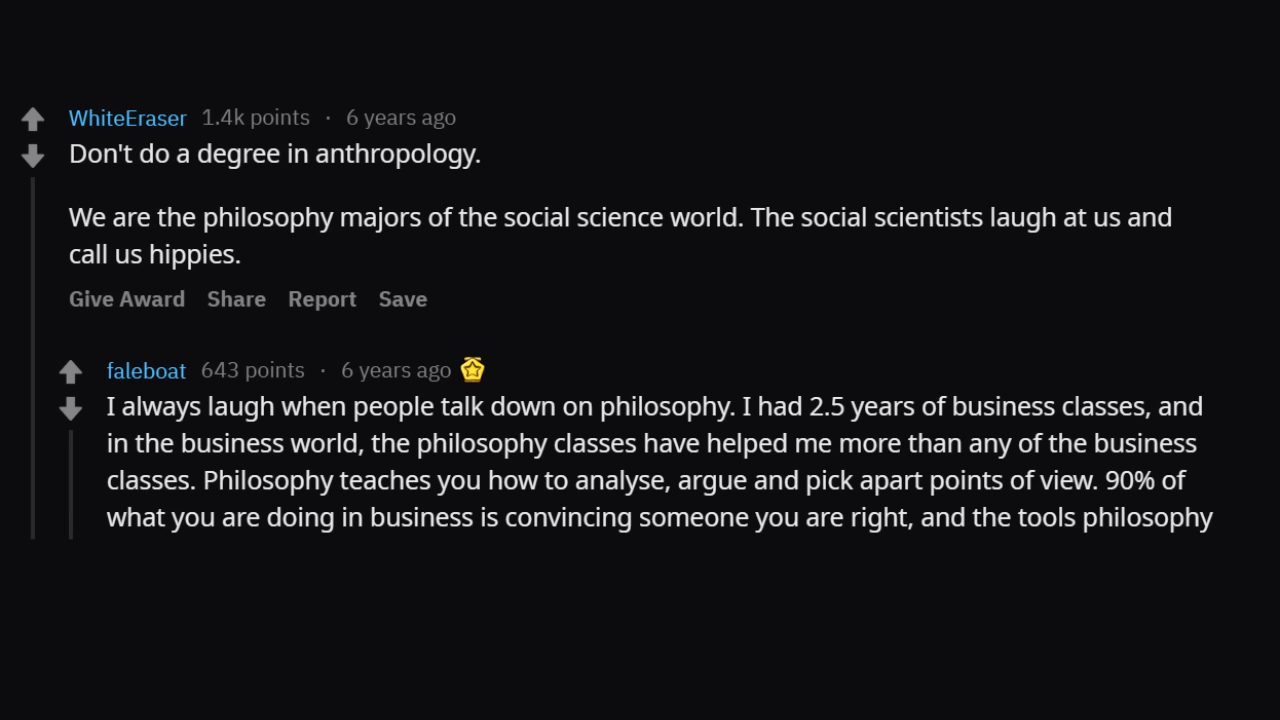 WhiteEraser 1.4k points · 6 years ago
Don't do a degree in anthropology.
We are the philosophy majors of the social science world. The social scientists laugh at us and
call us hippies.
Give Award Share Report Save
faleboat 643 points · 6 years ago
I always laugh when people talk down on philosophy. I had 2.5 years of business classes, and
in the business world, the philosophy classes have helped me more than any of the business
classes. Philosophy teaches you how to analyse, argue and pick apart points of view. 90% of
what you are doing in business is convincing someone you are right, and the tools philosophy